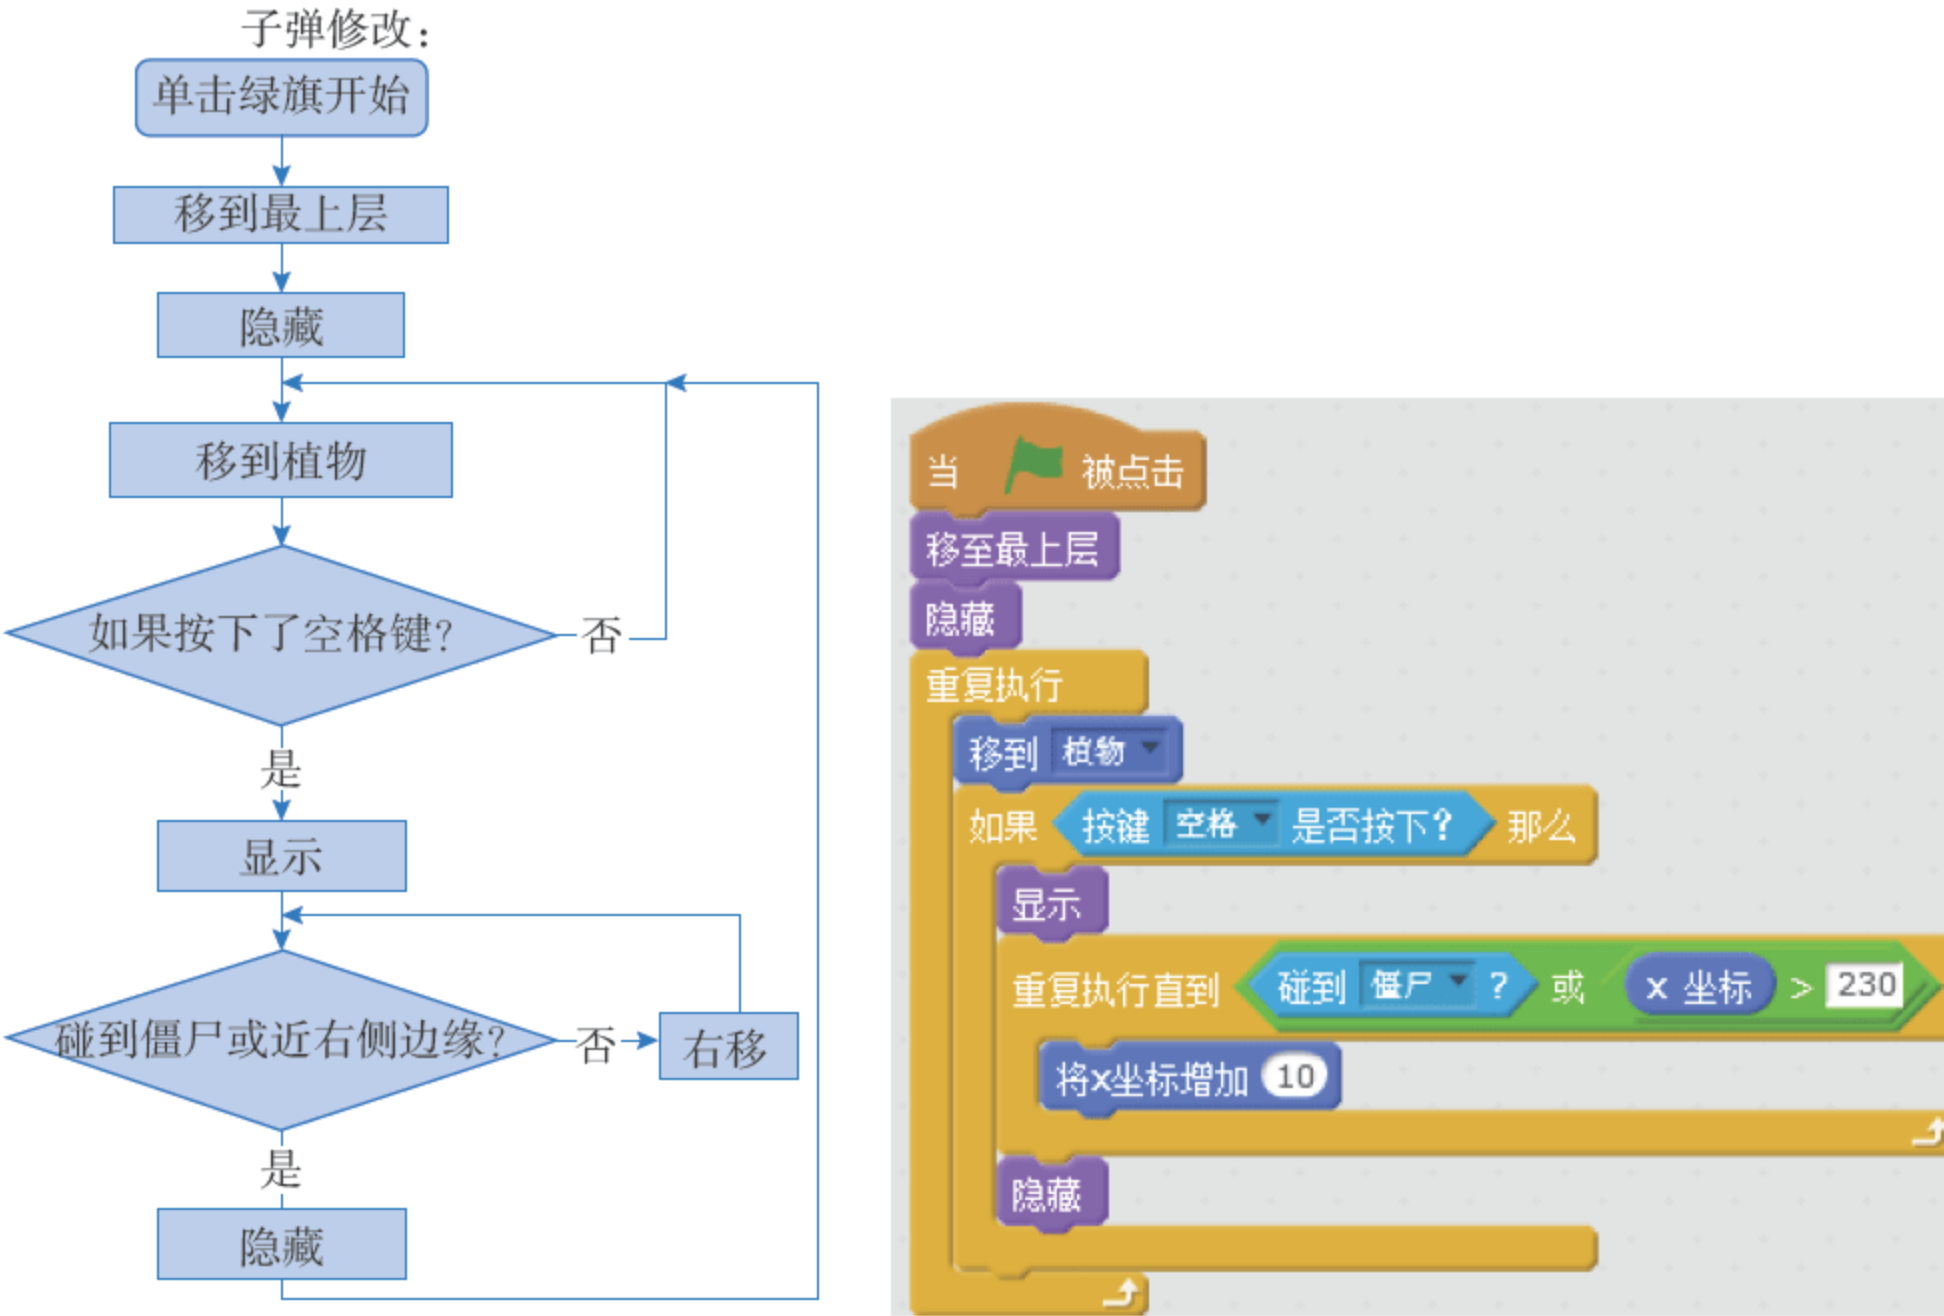 子弹修改：
单击绿旗开始
移到最上层
隐藏
移到植物
如果按下了空格键?
否
是
显示
碰到僵尸或近右侧边缘?
否
右移
是
隐藏
当 被点击
移至最上层
隐藏
重复执行
移到 植物
如果 按键 空格 是否按下? 那么
显示
重复执行直到 碰到 僵尸 ? 或 x 坐标 > 230
将x坐标增加 10
隐藏